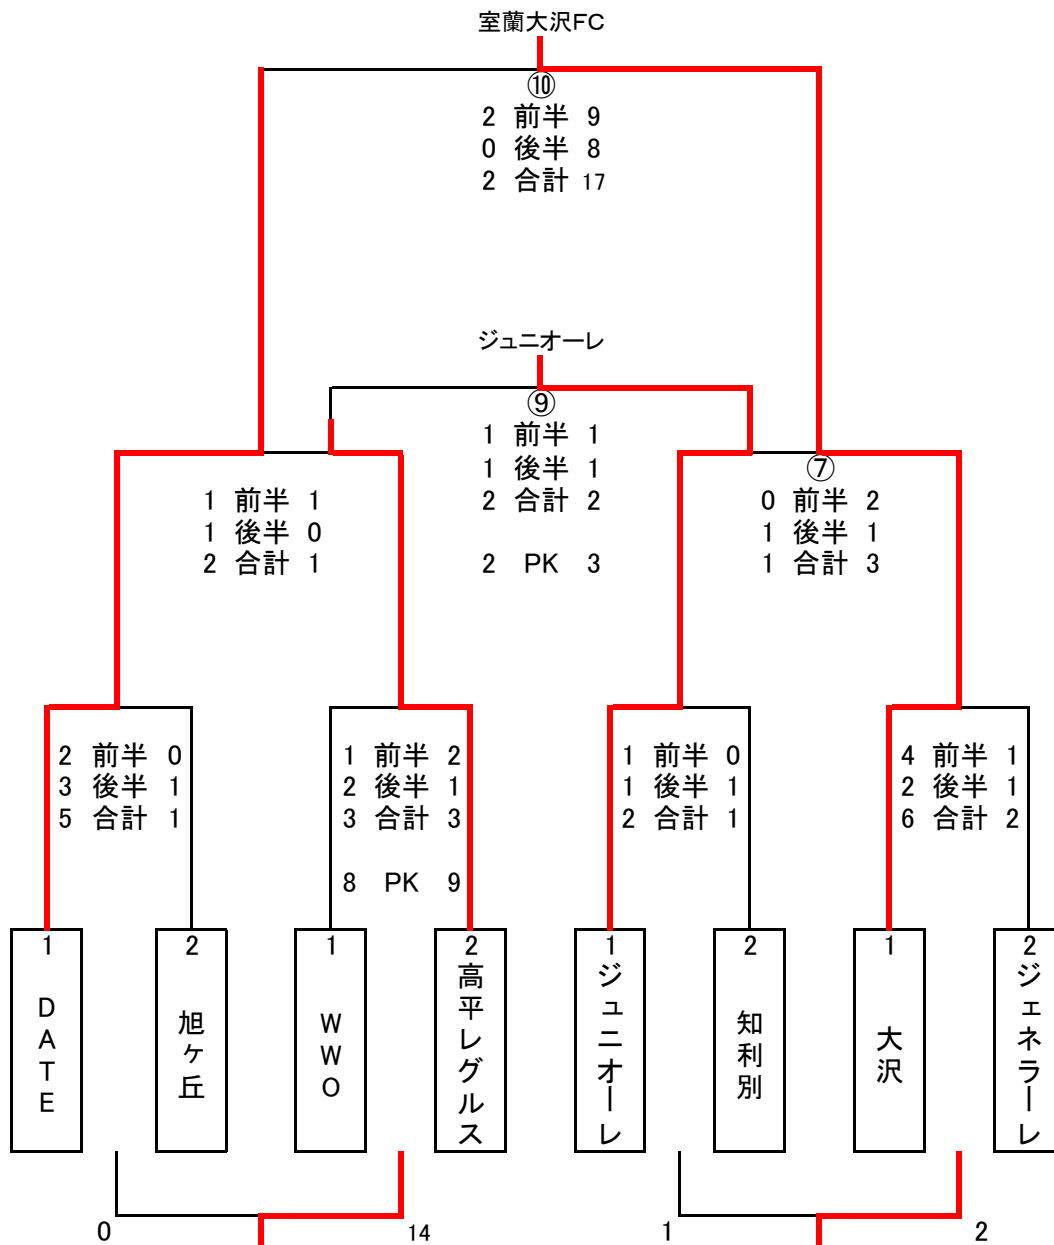 室蘭大沢FC
⑩
2 前半 9
0 後半 8
2 合計 17
ジュニオーレ
⑨
1 前半 1
1 後半 1
2 合計 2
2 PK 3
1 前半 1
1 後半 0
2 合計 1
⑦
0 前半 2
1 後半 1
1 合計 3
2 前半 0
3 後半 1
5 合計 1
1 前半 2
2 後半 1
3 合計 3
8 PK 9
1 前半 0
1 後半 1
2 合計 1
4 前半 1
2 後半 1
6 合計 2
1 DATE
2 旭ヶ丘
1 WWO
2 高平レグルス
1 ジュニオーレ
2 知利別
1 大沢
2 ジェネラーレ
0 14 1 2